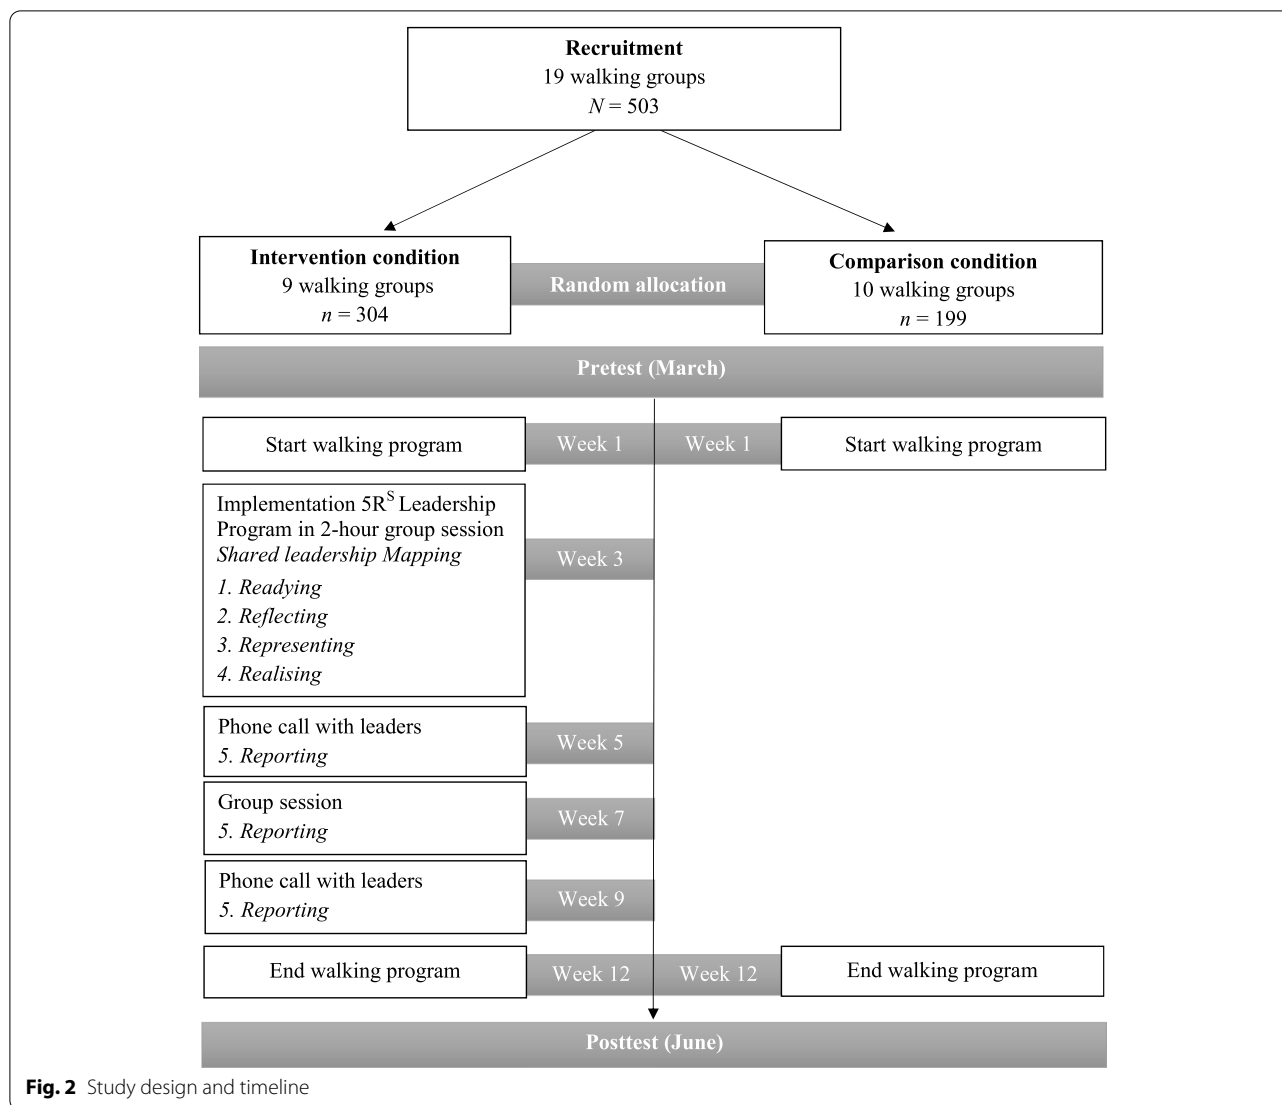 Recruitment
19 walking groups
N = 503
Intervention condition
9 walking groups
n = 304
Random allocation
Comparison condition
10 walking groups
n = 199
Pretest (March)
Start walking program
Week 1
Week 1
Start walking program
Implementation 5R^S Leadership
Program in 2-hour group session
Shared leadership Mapping
1. Readying
2. Reflecting
3. Representing
4. Realising
Week 3
Phone call with leaders
5. Reporting
Week 5
Group session
5. Reporting
Week 7
Phone call with leaders
5. Reporting
Week 9
End walking program
Week 12
Week 12
End walking program
Posttest (June)
Fig. 2 Study design and timeline